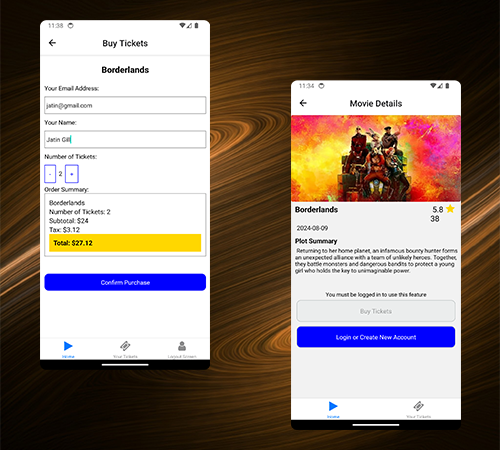 11:38
Buy Tickets
Borderlands
Your Email Address:
jatin@gmail.com
Your Name:
Jatin Gill
Number of Tickets:
- 2 +
Order Summary:
Borderlands
Number of Tickets: 2
Subtotal: $24
Tax: $3.12
Total: $27.12
Confirm Purchase
Home
Your Tickets
Logout Screen
11:34
Movie Details
Borderlands
5.8
38
2024-08-09
Plot Summary
Returning to her home planet, an infamous bounty hunter forms
an unexpected alliance with a team of unlikely heroes. Together,
they battle monsters and dangerous bandits to protect a young
girl who holds the key to unimaginable power.
You must be logged in to use this feature
Buy Tickets
Login or Create New Account
Home
Your Tickets